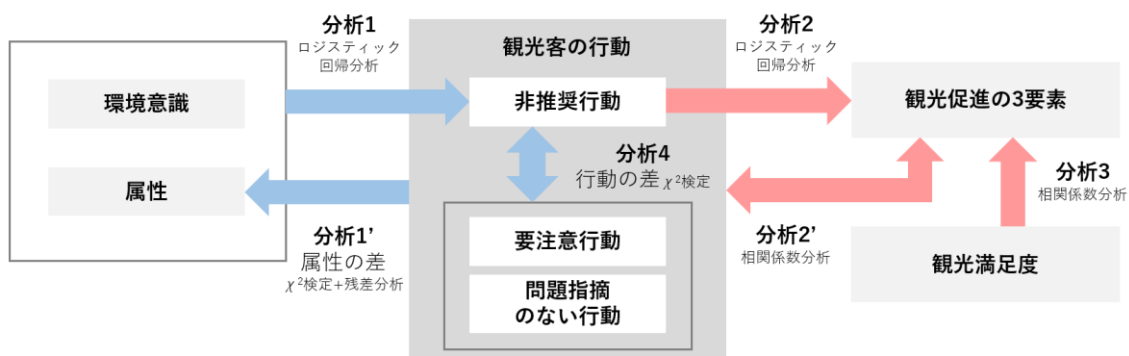 分析1
ロジスティック
回帰分析
観光客の行動
分析2
ロジスティック
回帰分析
環境意識
非推奨行動
観光促進の3要素
属性
分析4
行動の差 χ²検定
分析3
相関係数分析
分析1’
属性の差
χ²検定+残差分析
要注意行動
問題指摘
のない行動
分析2’
相関係数分析
観光満足度